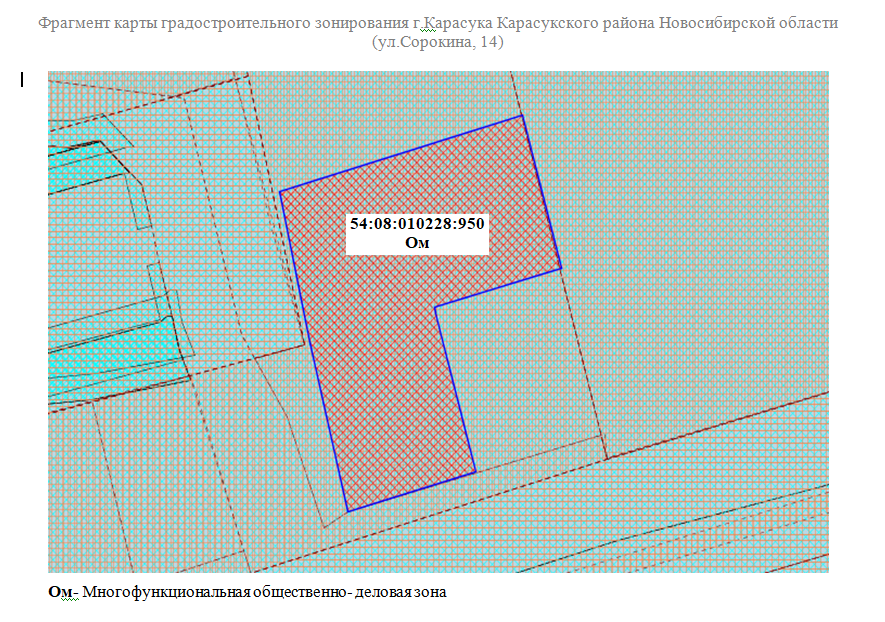 Фрагмент карты градостроительного зонирования г.Карасука Карасукского района Новосибирской области
(ул.Сорокина, 14)
54:08:010228:950
Ом
Ом- Многофункциональная общественно- деловая зона